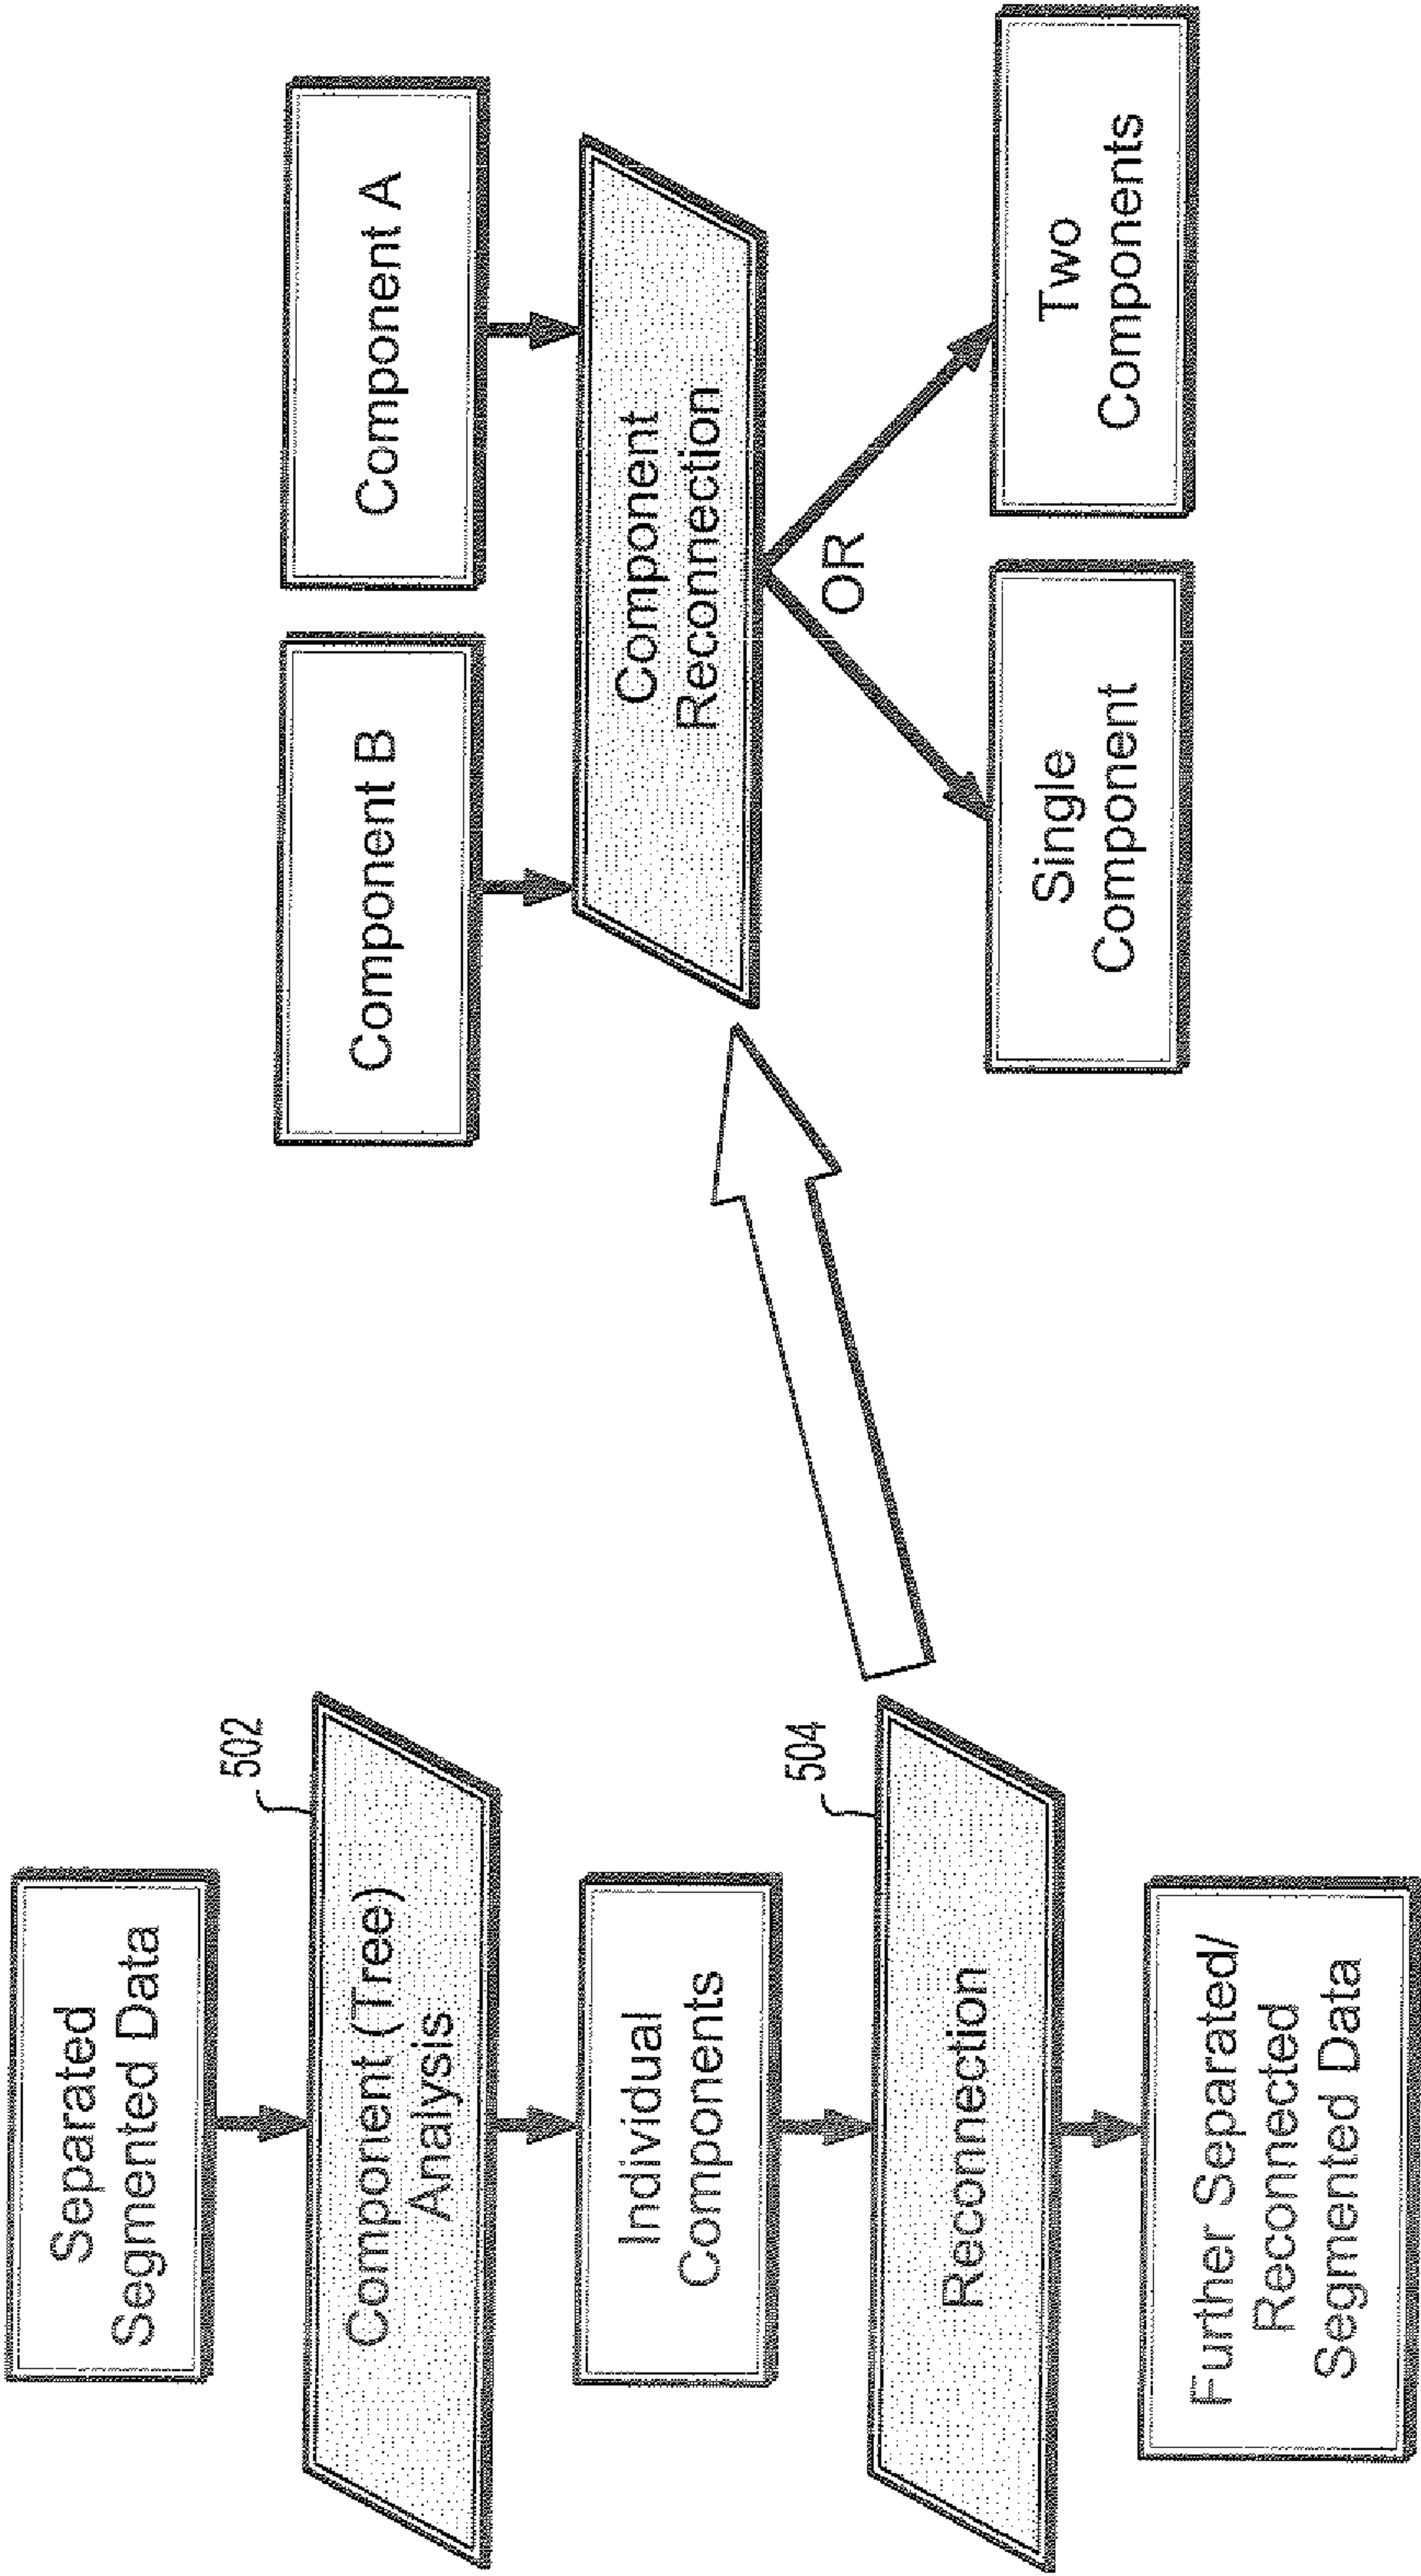 Separated
Segmented Data
502
Component (Tree)
Analysis
Individual
Components
504
Reconnection
Further Separated/
Reconnected
Segmented Data
Component B
Component A
Component
Reconnection
OR
Single
Component
Two
Components